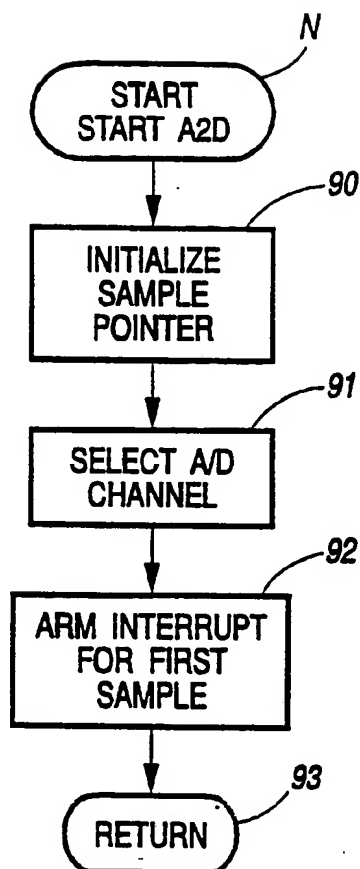 N
START
START A2D
90
INITIALIZE
SAMPLE
POINTER
91
SELECT A/D
CHANNEL
92
ARM INTERRUPT
FOR FIRST
SAMPLE
93
RETURN